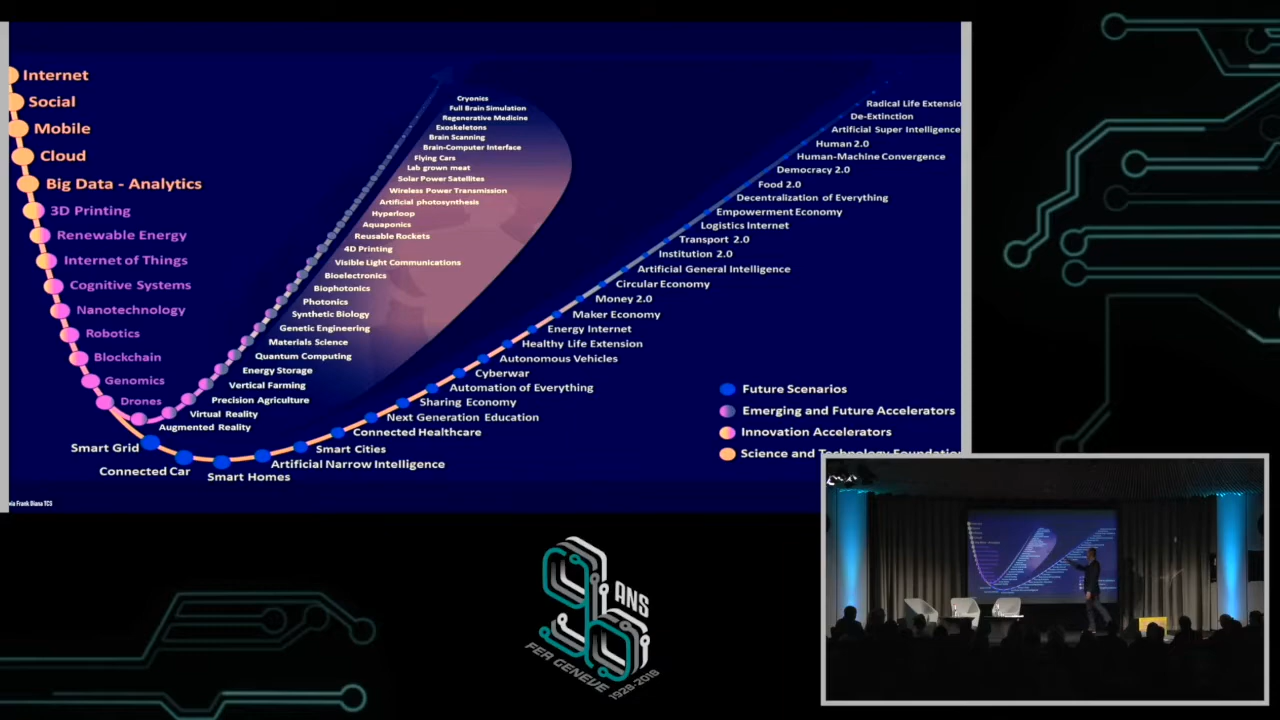 Internet
Social
Mobile
Cloud
Big Data - Analytics
3D Printing
Renewable Energy
Internet of Things
Cognitive Systems
Nanotechnology
Robotics
Blockchain
Genomics
Drones
Cryonics
Full Brain Simulation
Regenerative Medicine
Exoskeletons
Brain Scanning
Brain-Computer Interface
Flying Cars
Lab grown meat
Solar Power Satellites
Wireless Power Transmission
Artificial photosynthesis
Hyperloop
Aquaponics
Reusable Rockets
4D Printing
Visible Light Communications
Bioelectronics
Biophotonics
Photonics
Synthetic Biology
Genetic Engineering
Materials Science
Quantum Computing
Energy Storage
Vertical Farming
Precision Agriculture
Virtual Reality
Augmented Reality
Radical Life Extensio
De-Extinction
Artificial Super Intelligence
Human 2.0
Human-Machine Convergence
Democracy 2.0
Food 2.0
Decentralization of Everything
Empowerment Economy
Logistics Internet
Transport 2.0
Institution 2.0
Artificial General Intelligence
Circular Economy
Money 2.0
Maker Economy
Energy Internet
Healthy Life Extension
Autonomous Vehicles
Cyberwar
Automation of Everything
Sharing Economy
Next Generation Education
Connected Healthcare
Smart Cities
Artificial Narrow Intelligence
Smart Homes
Connected Car
Smart Grid
Future Scenarios
Emerging and Future Accelerators
Innovation Accelerators
Science and Technology Foundation
via Frank Diana TCS
90 ANS
FER GENEVE 1928-2018